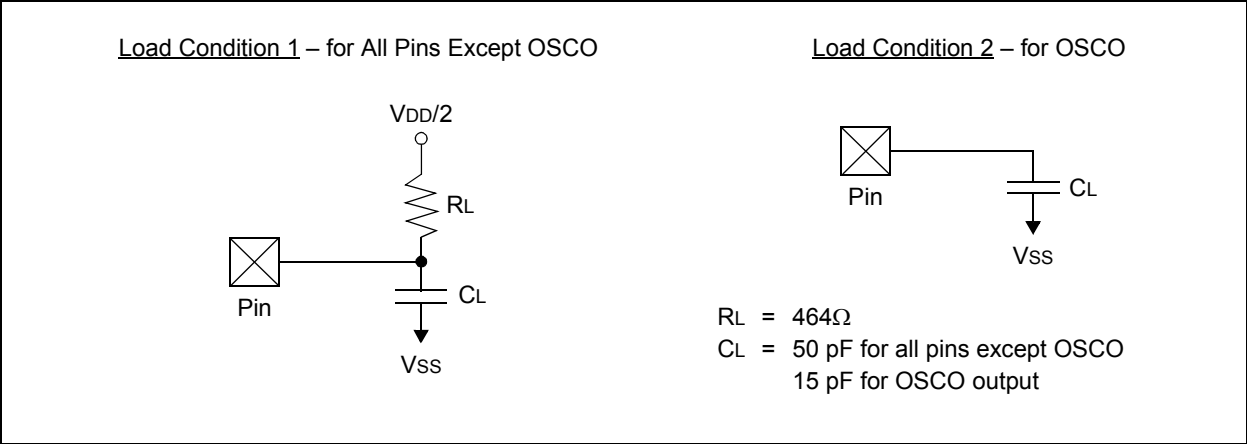 Load Condition 1 – for All Pins Except OSCO
VDD/2
RL
Pin
CL
VSS
Load Condition 2 – for OSCO
Pin
CL
VSS
RL = 464Ω
CL = 50 pF for all pins except OSCO
15 pF for OSCO output